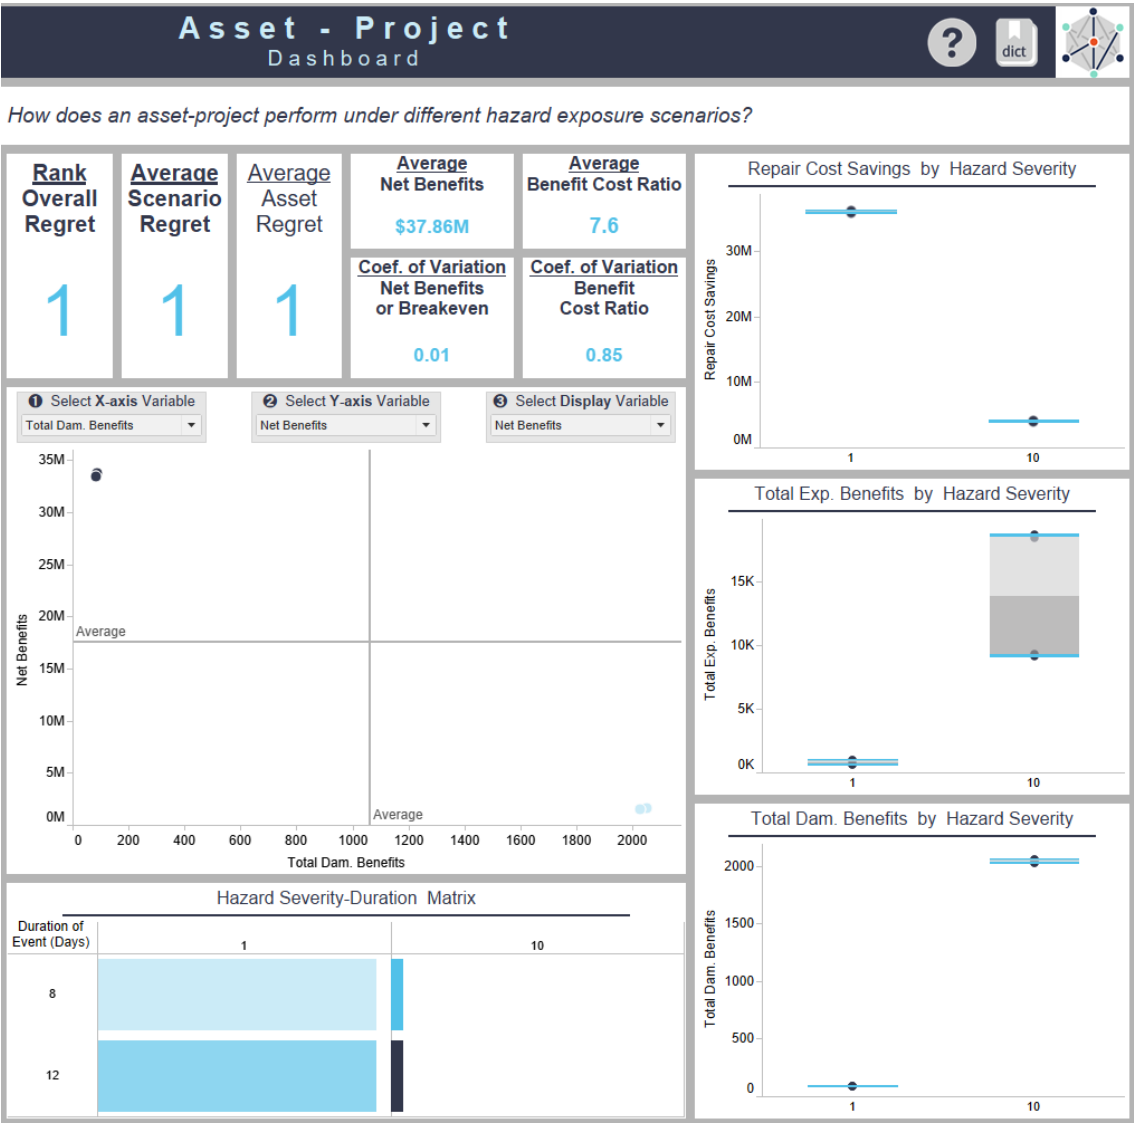 Asset - Project
Dashboard
?
dict
How does an asset-project perform under different hazard exposure scenarios?
Rank
Overall
Regret
1
Average
Scenario
Regret
1
Average
Asset
Regret
1
Average
Net Benefits
$37.86M
Average
Benefit Cost Ratio
7.6
Coef. of Variation
Net Benefits
or Breakeven
0.01
Coef. of Variation
Benefit
Cost Ratio
0.85
❶ Select X-axis Variable
Total Dam. Benefits
❷ Select Y-axis Variable
Net Benefits
❸ Select Display Variable
Net Benefits
35M
30M
25M
20M
15M
10M
5M
0M
Net Benefits
Average
Average
0 200 400 600 800 1000 1200 1400 1600 1800 2000
Total Dam. Benefits
Hazard Severity-Duration Matrix
Duration of
Event (Days)
1 10
8
12
Repair Cost Savings by Hazard Severity
Repair Cost Savings
30M
20M
10M
0M
1 10
Total Exp. Benefits by Hazard Severity
Total Exp. Benefits
15K
10K
5K
0K
1 10
Total Dam. Benefits by Hazard Severity
Total Dam. Benefits
2000
1500
1000
500
0
1 10